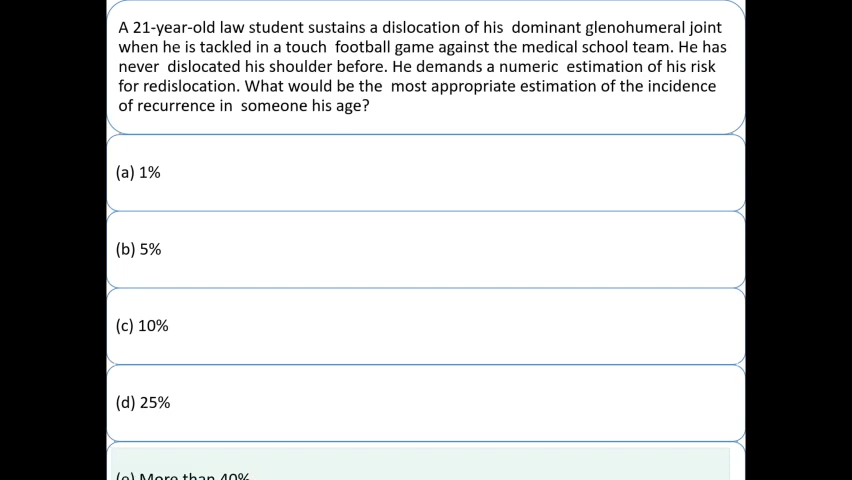 A 21-year-old law student sustains a dislocation of his  dominant glenohumeral joint
when he is tackled in a touch  football game against the medical school team. He has
never  dislocated his shoulder before. He demands a numeric  estimation of his risk
for redislocation. What would be the  most appropriate estimation of the incidence
of recurrence in  someone his age?
(a) 1%
(b) 5%
(c) 10%
(d) 25%
(e) More than 40%